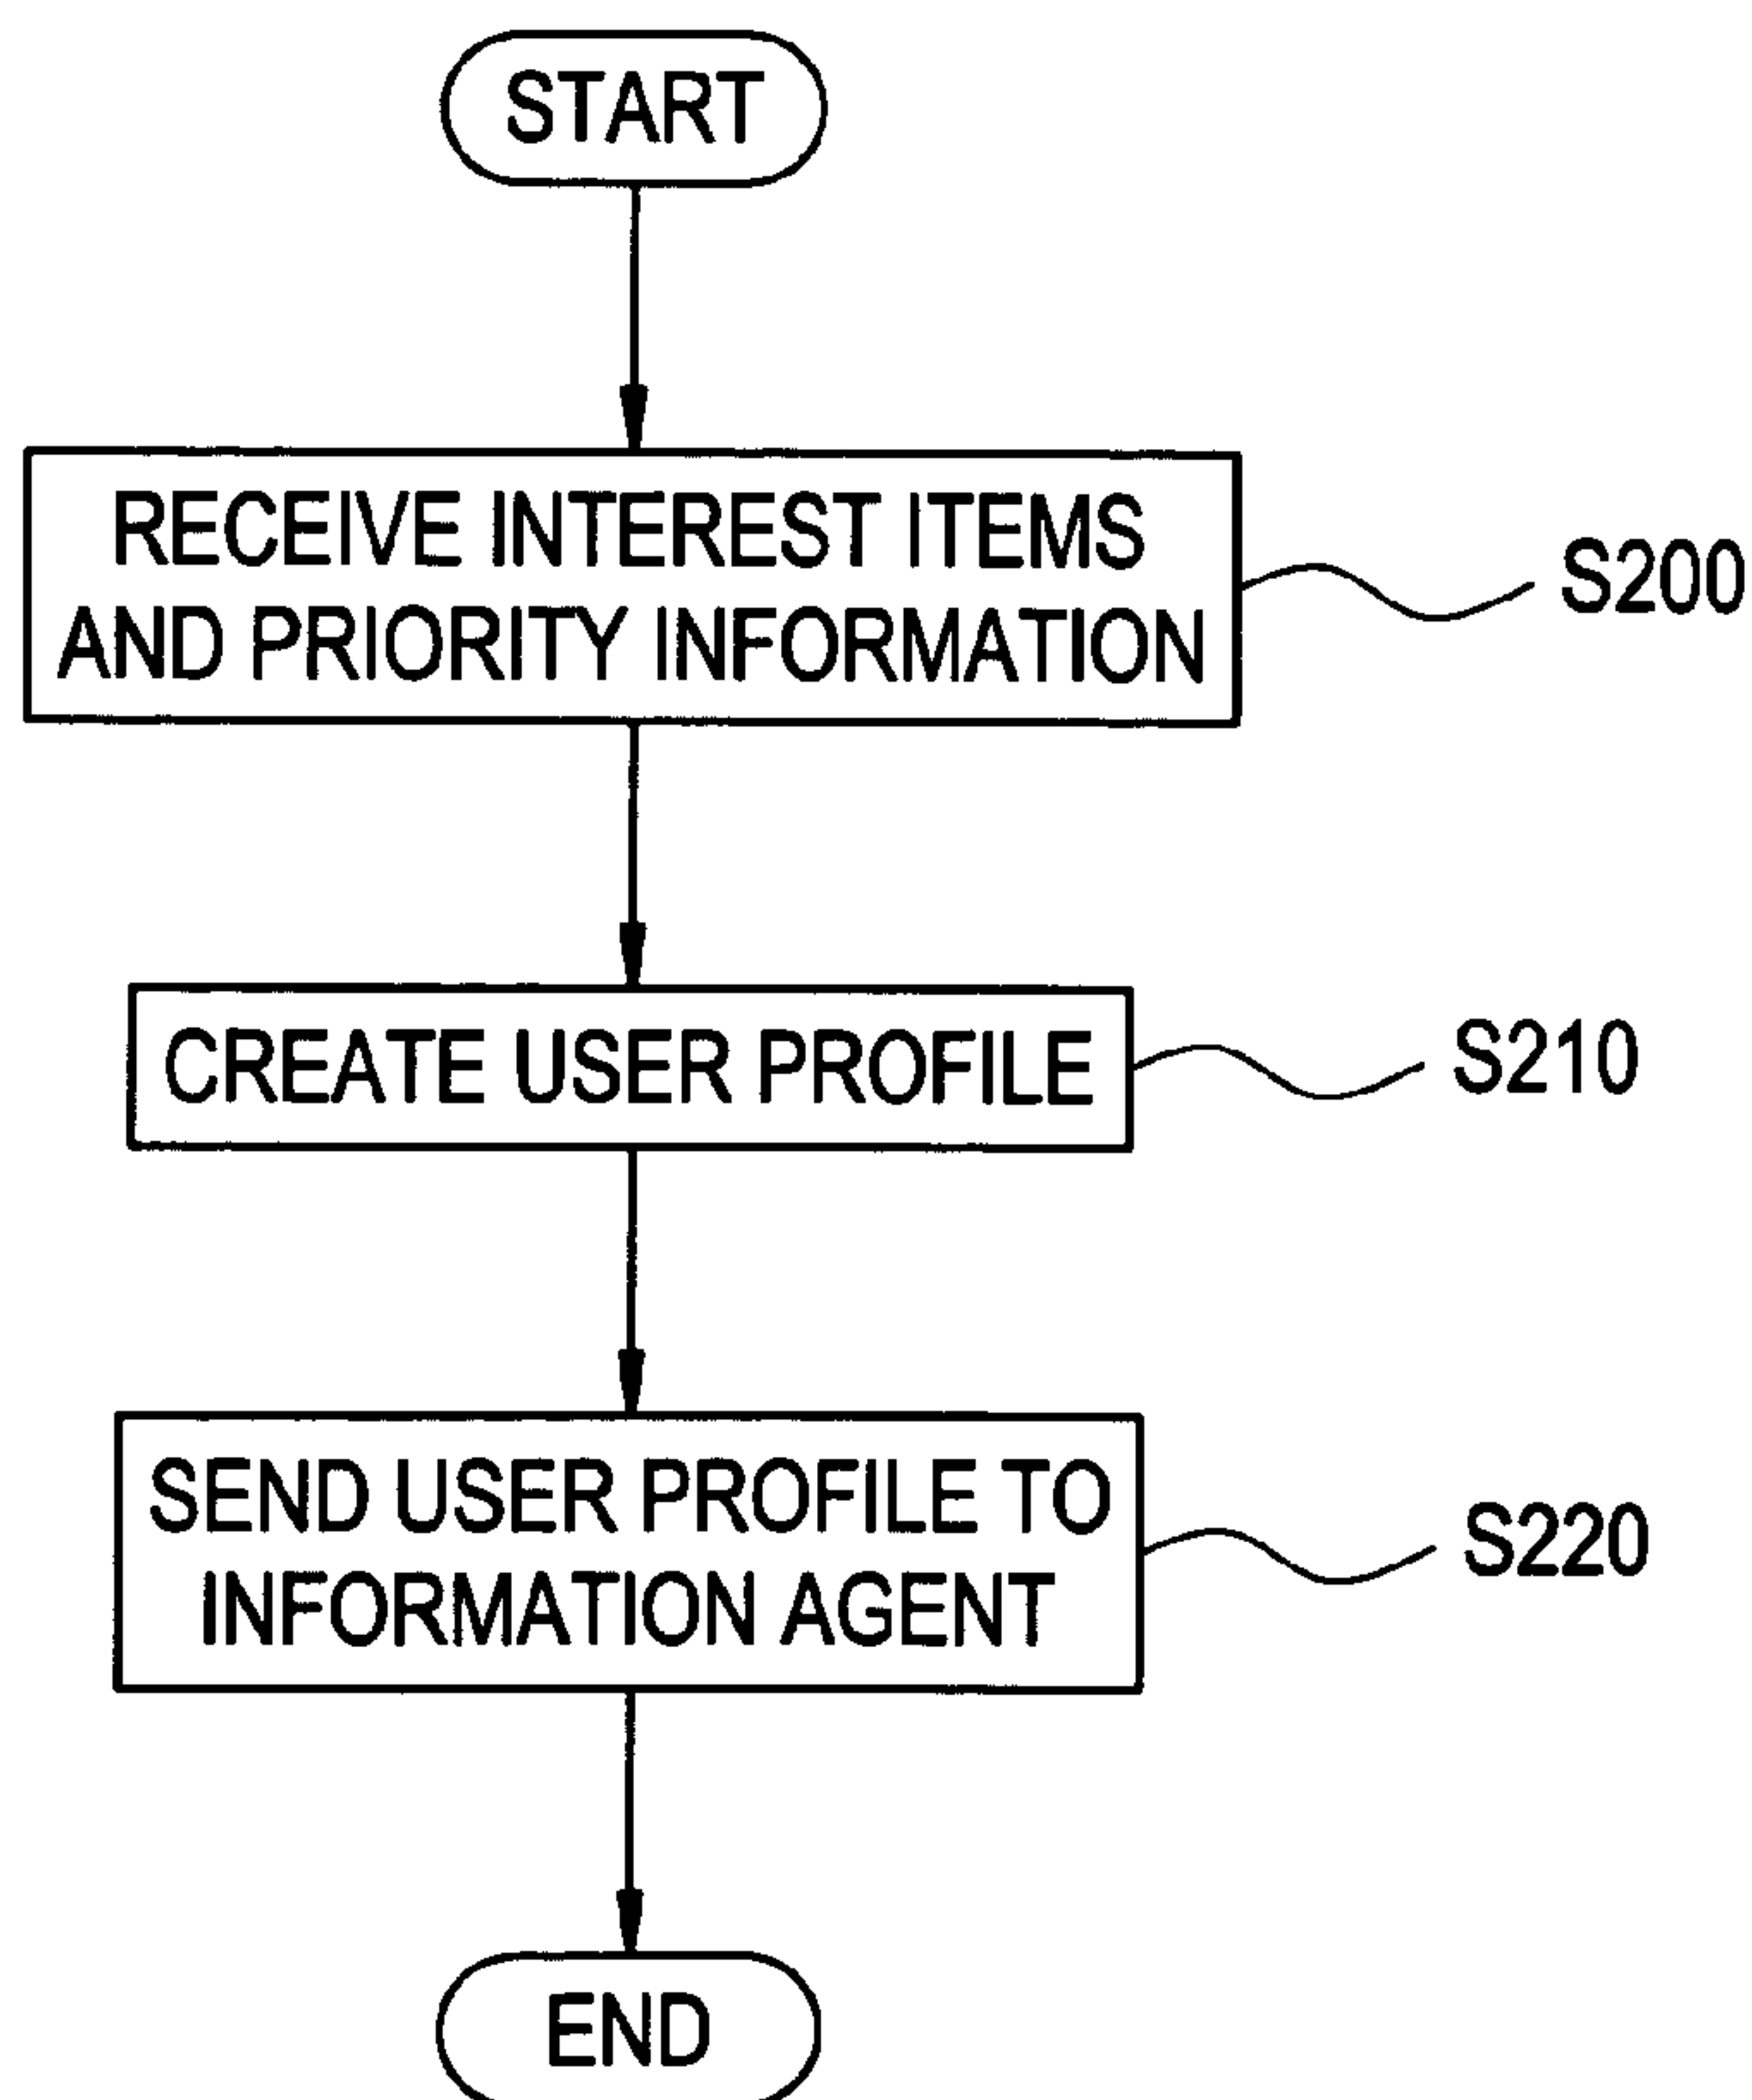 START
RECEIVE INTEREST ITEMS
AND PRIORITY INFORMATION
S200
CREATE USER PROFILE
S210
SEND USER PROFILE TO
INFORMATION AGENT
S220
END